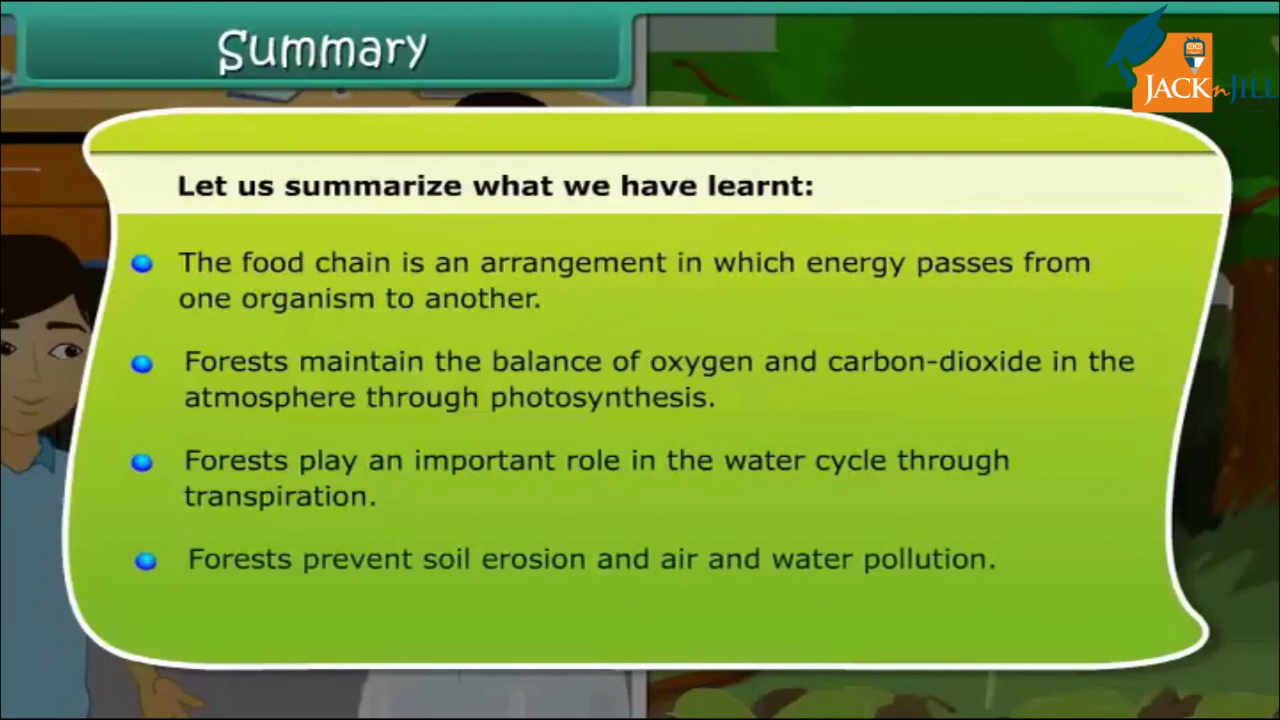 Summary
JACKnJILL
Let us summarize what we have learnt:
The food chain is an arrangement in which energy passes from
one organism to another.
Forests maintain the balance of oxygen and carbon-dioxide in the
atmosphere through photosynthesis.
Forests play an important role in the water cycle through
transpiration.
Forests prevent soil erosion and air and water pollution.